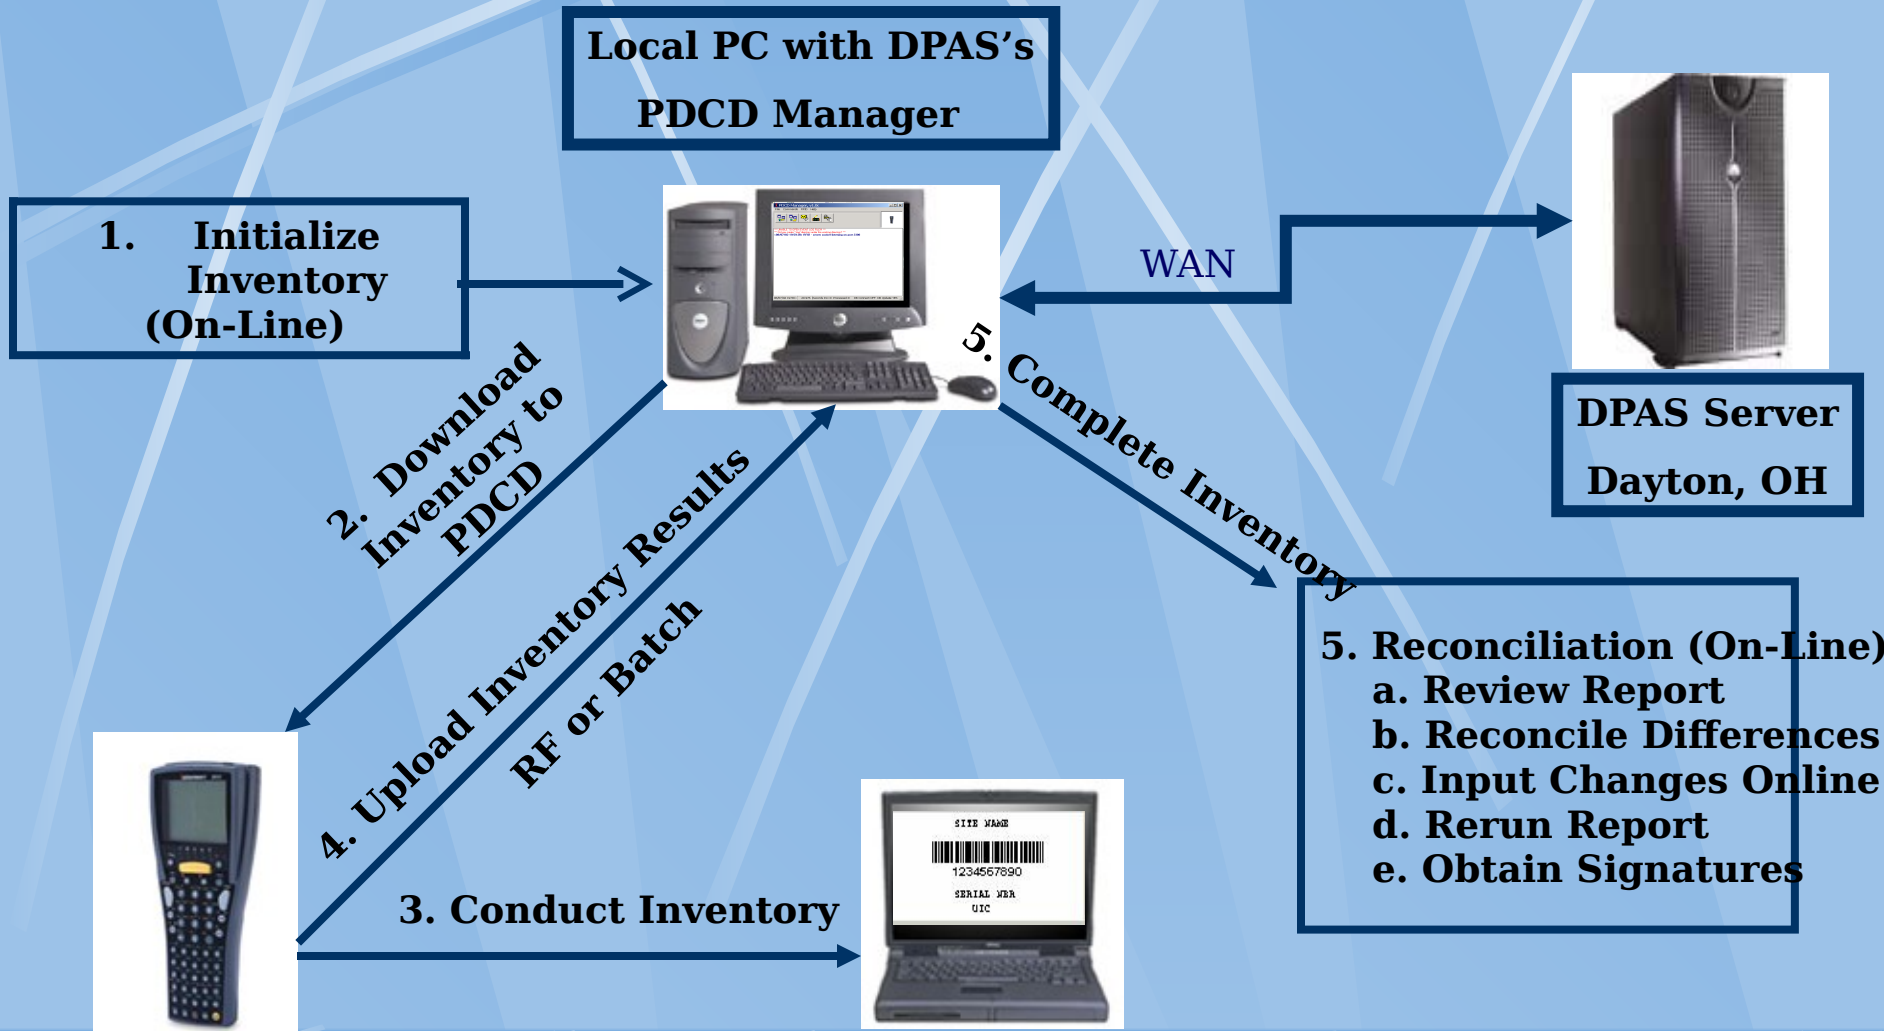 Local PC with DPAS’s
PDCD Manager
1. Initialize
Inventory
(On-Line)
WAN
DPAS Server
Dayton, OH
2. Download
Inventory to
PDCD
5. Complete Inventory
4. Upload Inventory Results
RF or Batch
3. Conduct Inventory
SITE NAME
1234567890
SERIAL NBR
UIC
5. Reconciliation (On-Line)
a. Review Report
b. Reconcile Differences
c. Input Changes Online
d. Rerun Report
e. Obtain Signatures